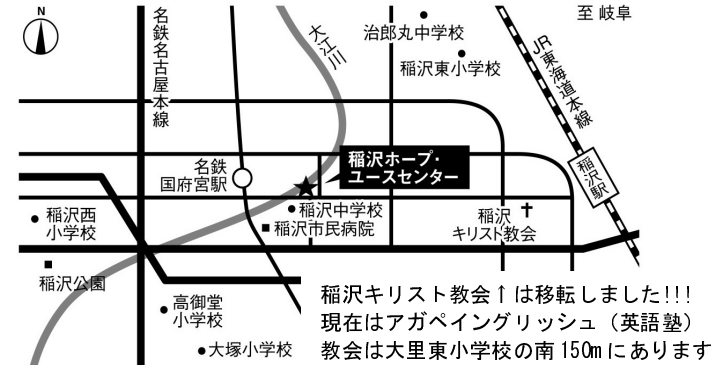 N
名鉄名古屋本線
大江川
治郎丸中学校
稲沢東小学校
至 岐阜
JR東海道本線
稲沢ホープ・
ユースセンター
名鉄
国府宮駅
稲沢駅
稲沢中学校
稲沢市民病院
稲沢
キリスト教会
稲沢西
小学校
稲沢公園
高御堂
小学校
大塚小学校
稲沢キリスト教会↑は移転しました!!!
現在はアガペイングリッシュ（英語塾）
教会は大里東小学校の南150mにあります